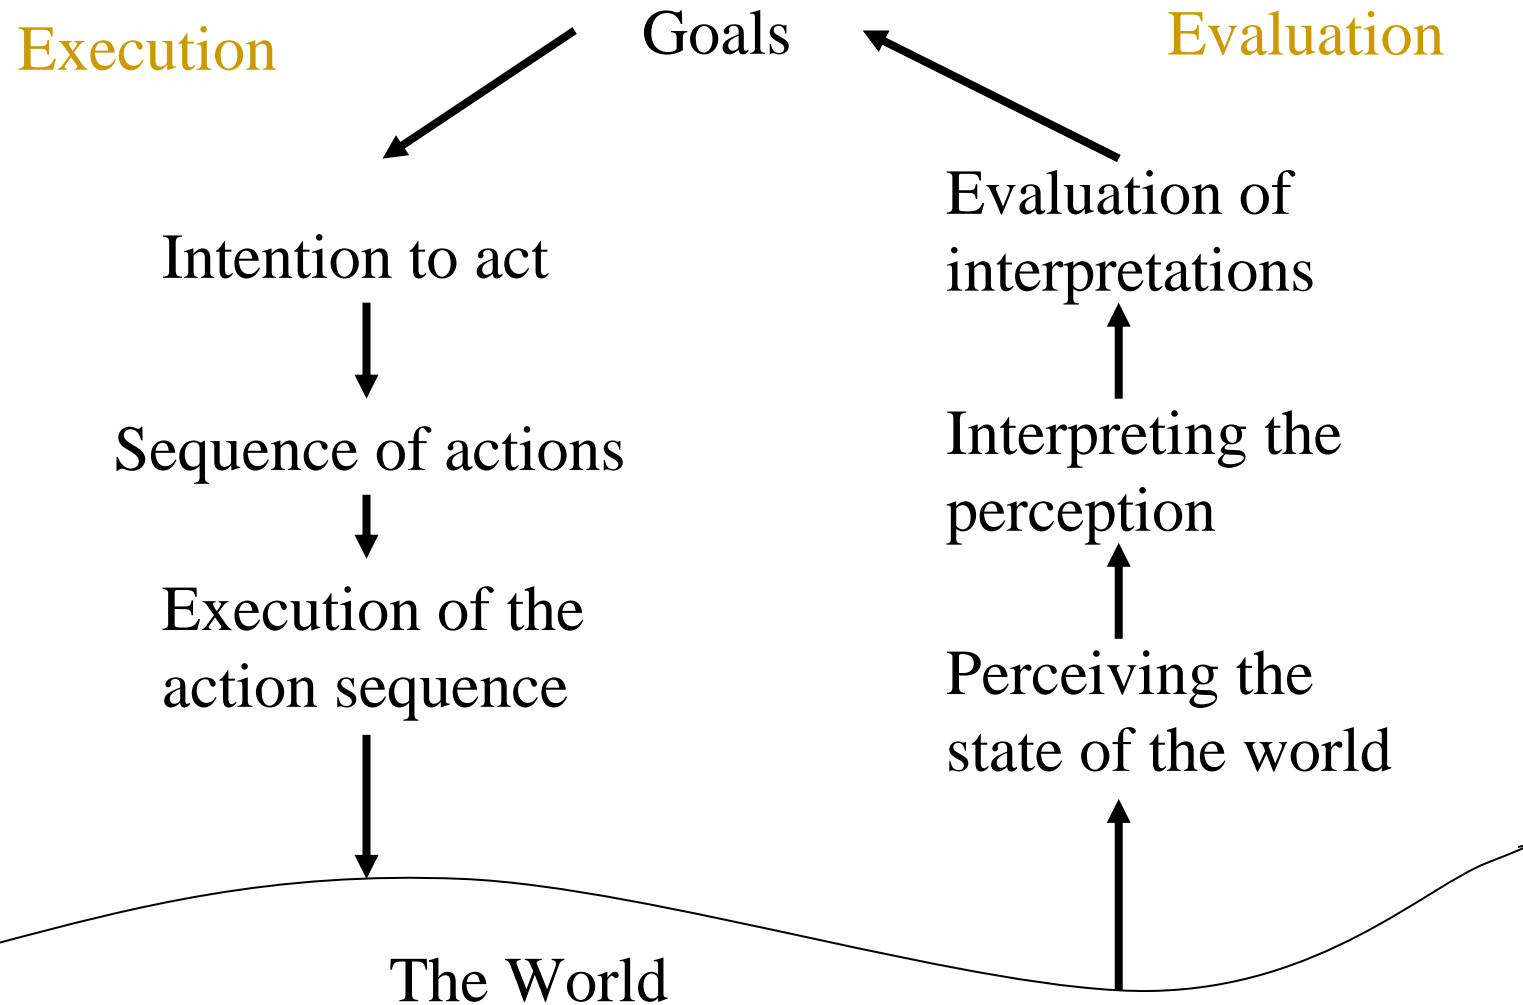 Execution
Goals
Evaluation
Intention to act
Sequence of actions
Execution of the
action sequence
Evaluation of
interpretations
Interpreting the
perception
Perceiving the
state of the world
The World